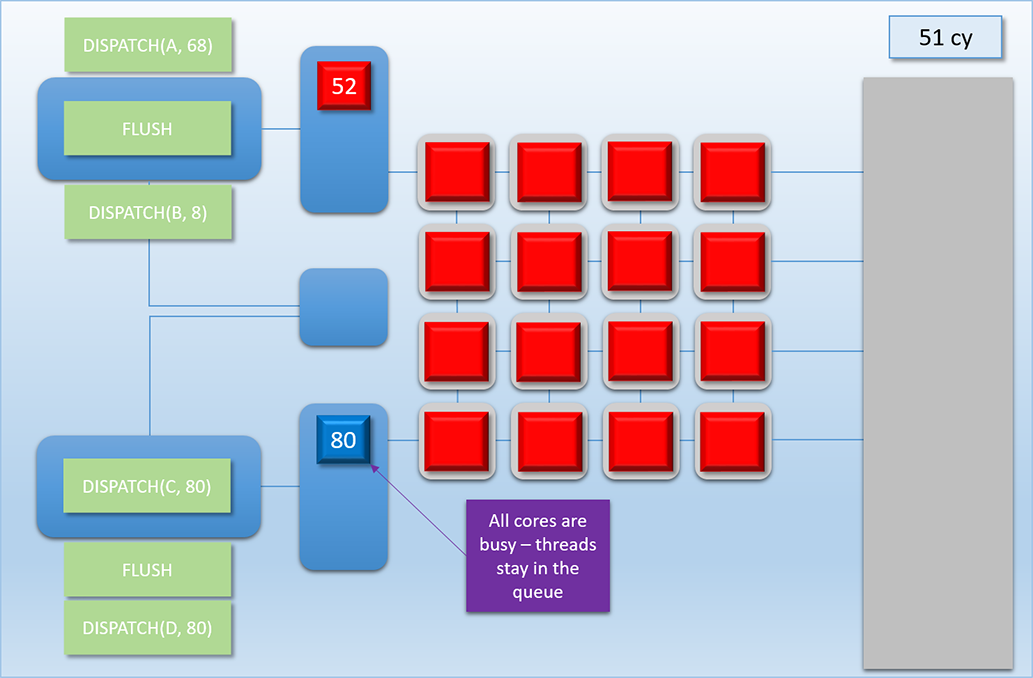 DISPATCH(A, 68)
51 cy
52
FLUSH
DISPATCH(B, 8)
80
DISPATCH(C, 80)
All cores are
busy – threads
stay in the
queue
FLUSH
DISPATCH(D, 80)